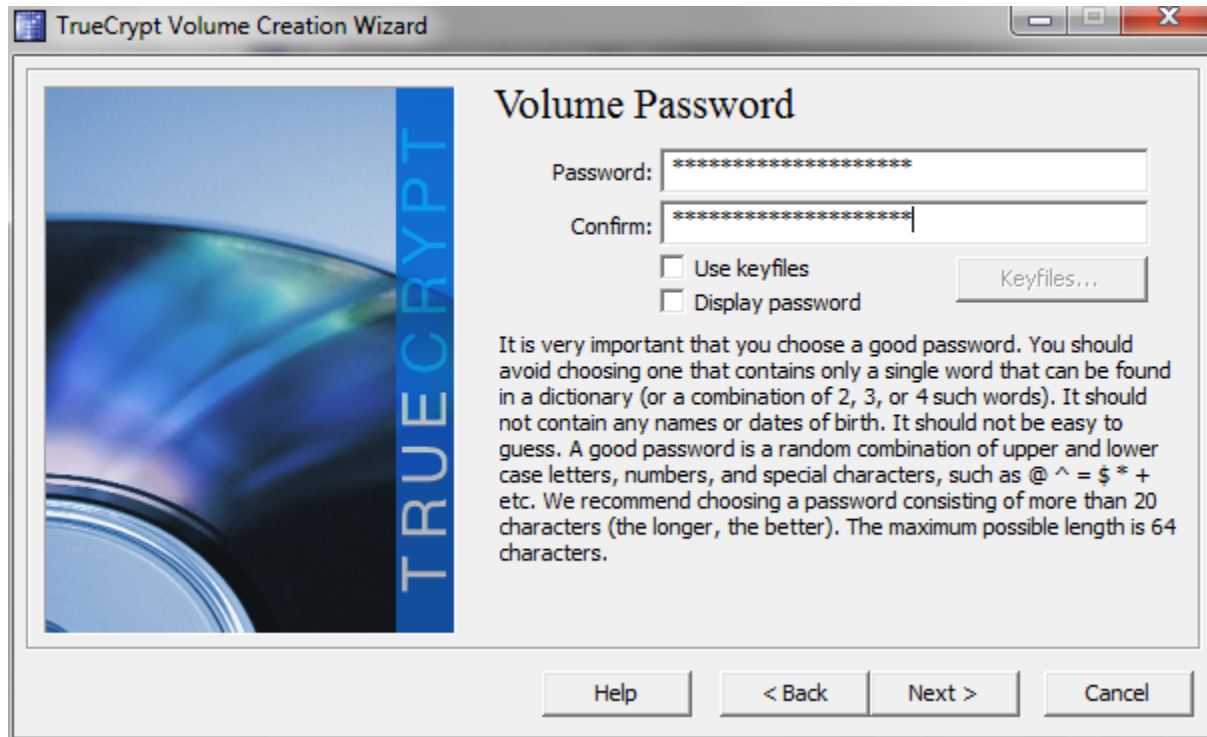 TrueCrypt Volume Creation Wizard
TRUECRYPT
Volume Password
Password: ********************
Confirm: ********************
Use keyfiles
Keyfiles...
Display password
It is very important that you choose a good password. You should
avoid choosing one that contains only a single word that can be found
in a dictionary (or a combination of 2, 3, or 4 such words). It should
not contain any names or dates of birth. It should not be easy to
guess. A good password is a random combination of upper and lower
case letters, numbers, and special characters, such as @ ^ = $ * +
etc. We recommend choosing a password consisting of more than 20
characters (the longer, the better). The maximum possible length is 64
characters.
Help
< Back
Next >
Cancel